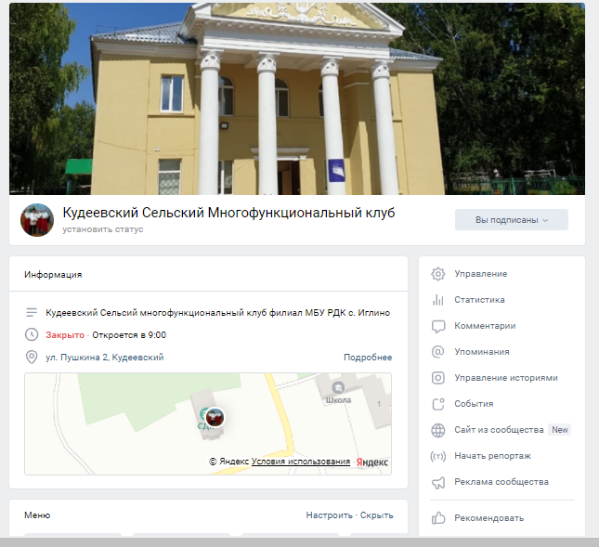 Кудеевский Сельский Многофункциональный клуб
установить статус
Вы подписаны
Информация
Кудеевский Сельсий многофункциональный клуб филиал МБУ РДК с. Иглино
Закрыто · Откроется в 9:00
ул. Пушкина 2, Кудеевский Подробнее
Школа
1
© Яндекс Условия использования Яндекс
Меню Настроить · Скрыть
Управление
Статистика
Комментарии
Упоминания
Управление историями
События
Сайт из сообщества New
Начать репортаж
Реклама сообщества
Рекомендовать